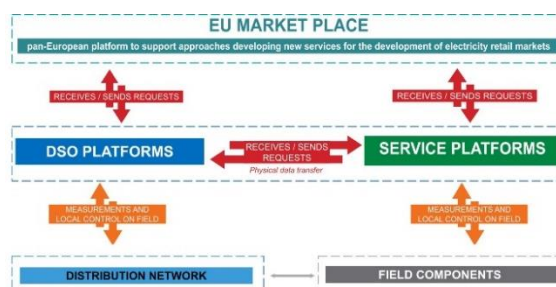 EU MARKET PLACE
pan-European platform to support approaches developing new services for the development of electricity retail markets
RECEIVES / SENDS REQUESTS
RECEIVES / SENDS REQUESTS
DSO PLATFORMS
RECEIVES / SENDS
REQUESTS
Physical data transfer
SERVICE PLATFORMS
MEASUREMENTS AND
LOCAL CONTROL ON FIELD
MEASUREMENTS AND
LOCAL CONTROL ON FIELD
DISTRIBUTION NETWORK
FIELD COMPONENTS